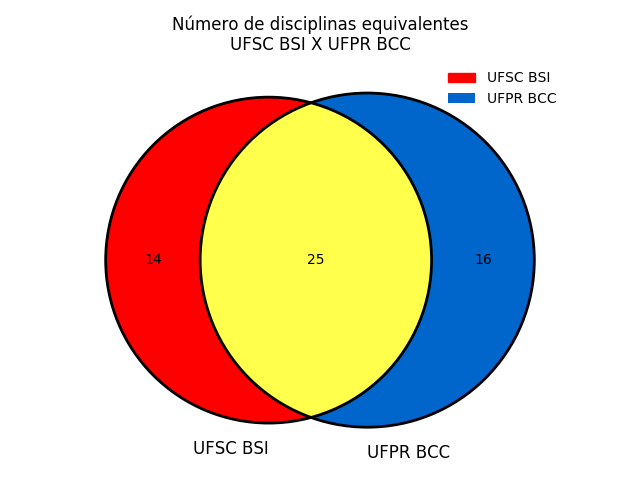 Número de disciplinas equivalentes
UFSC BSI X UFPR BCC
UFSC BSI
UFPR BCC
14
25
16
UFSC BSI
UFPR BCC